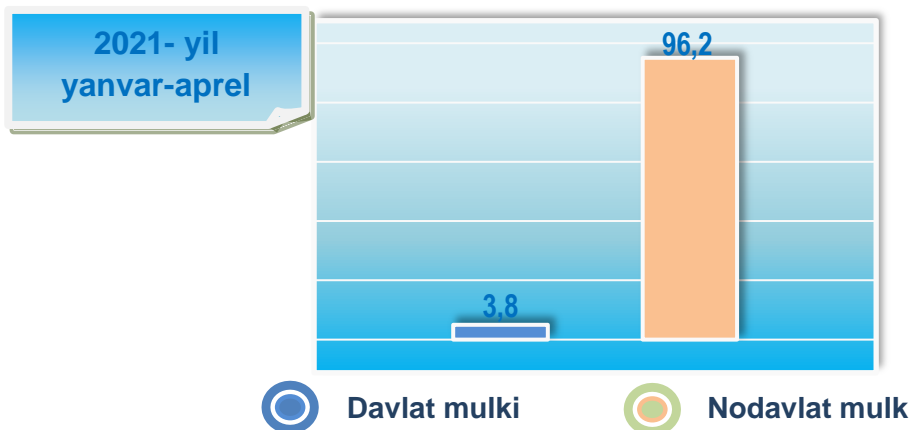 2021- yil
yanvar-aprel
96,2
3,8
Davlat mulki
Nodavlat mulk